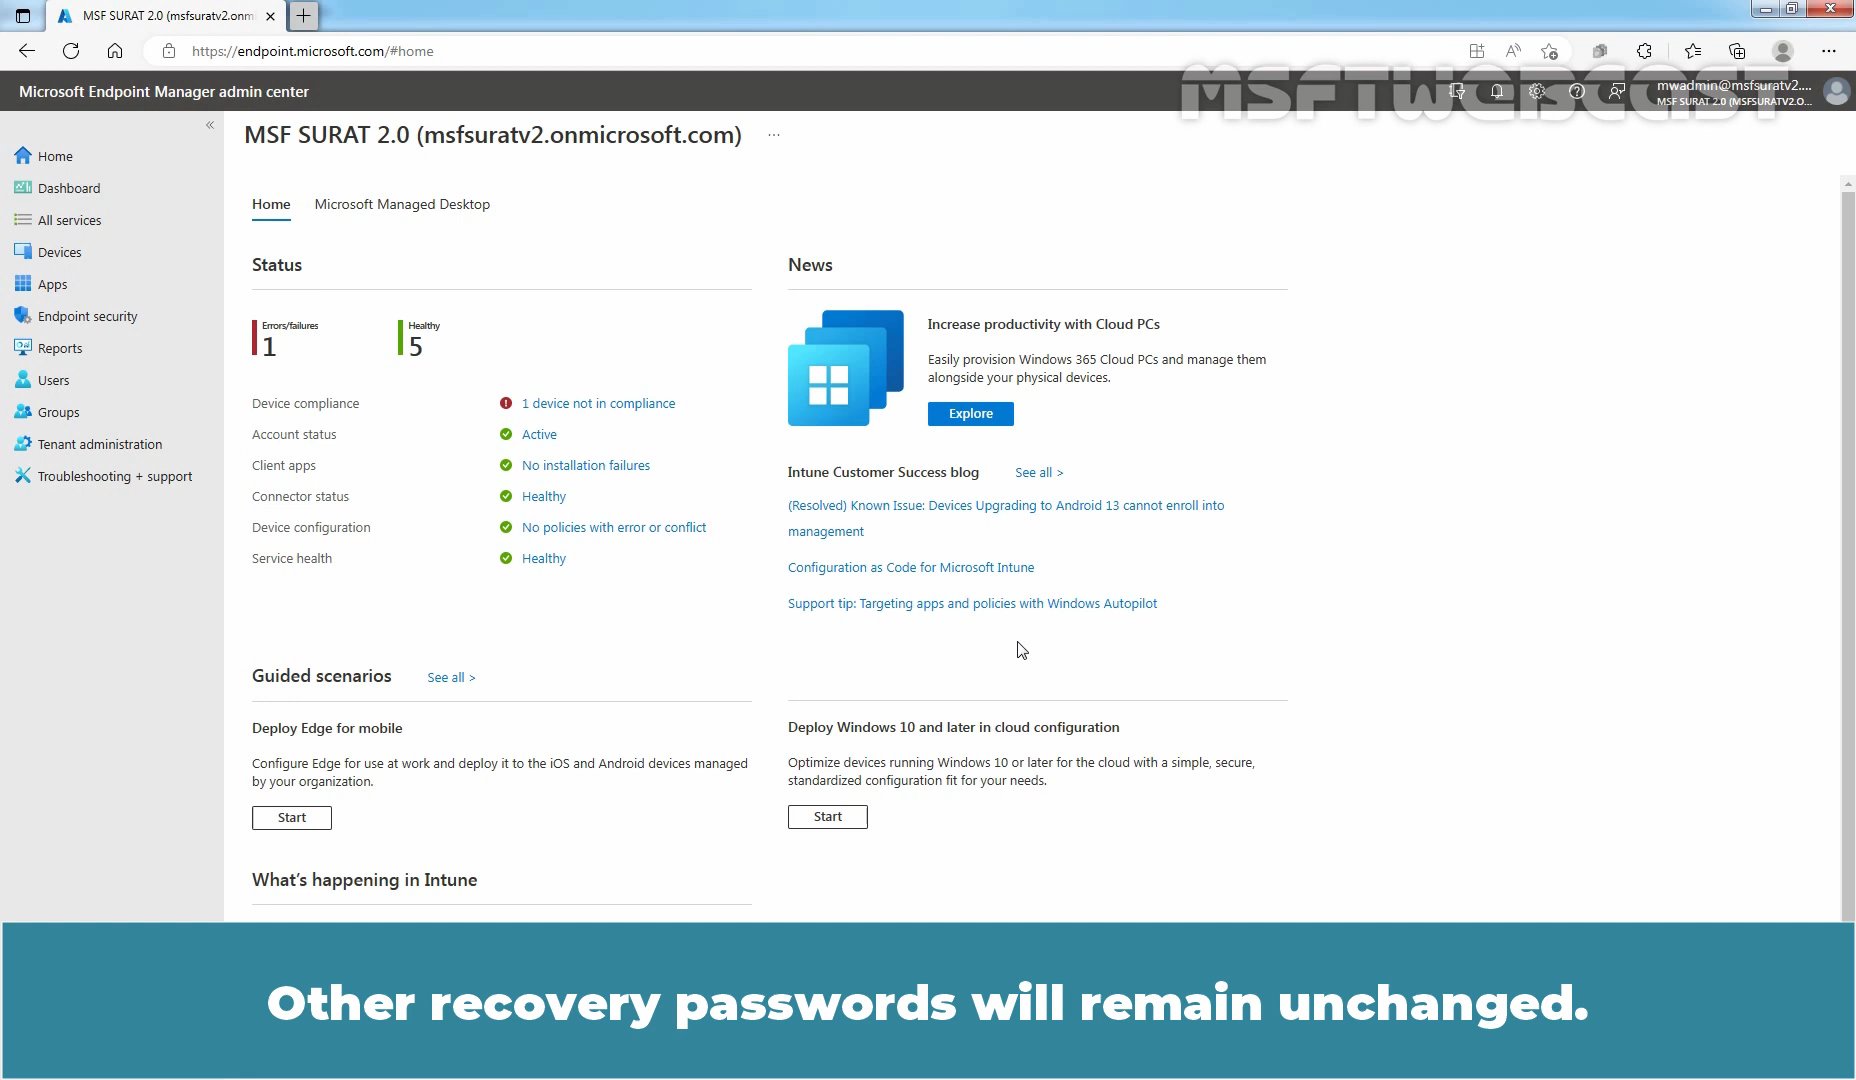 MSF SURAT 2.0 (msfsuratv2.onm
https://endpoint.microsoft.com/#home
Microsoft Endpoint Manager admin center
mwadmin@msfsuratv2....
MSF SURAT 2.0 (MSFSURATV2.O...
MSFTWEBCAST
MSF SURAT 2.0 (msfsuratv2.onmicrosoft.com)
...
Home
Dashboard
All services
Devices
Apps
Endpoint security
Reports
Users
Groups
Tenant administration
Troubleshooting + support
Home
Microsoft Managed Desktop
Status
Errors/failures
1
Healthy
5
Device compliance
1 device not in compliance
Account status
Active
Client apps
No installation failures
Connector status
Healthy
Device configuration
No policies with error or conflict
Service health
Healthy
News
Increase productivity with Cloud PCs
Easily provision Windows 365 Cloud PCs and manage them
alongside your physical devices.
Explore
Intune Customer Success blog
See all >
(Resolved) Known Issue: Devices Upgrading to Android 13 cannot enroll into
management
Configuration as Code for Microsoft Intune
Support tip: Targeting apps and policies with Windows Autopilot
Guided scenarios
See all >
Deploy Edge for mobile
Configure Edge for use at work and deploy it to the iOS and Android devices managed
by your organization.
Start
Deploy Windows 10 and later in cloud configuration
Optimize devices running Windows 10 or later for the cloud with a simple, secure,
standardized configuration fit for your needs.
Start
What's happening in Intune
Other recovery passwords will remain unchanged.